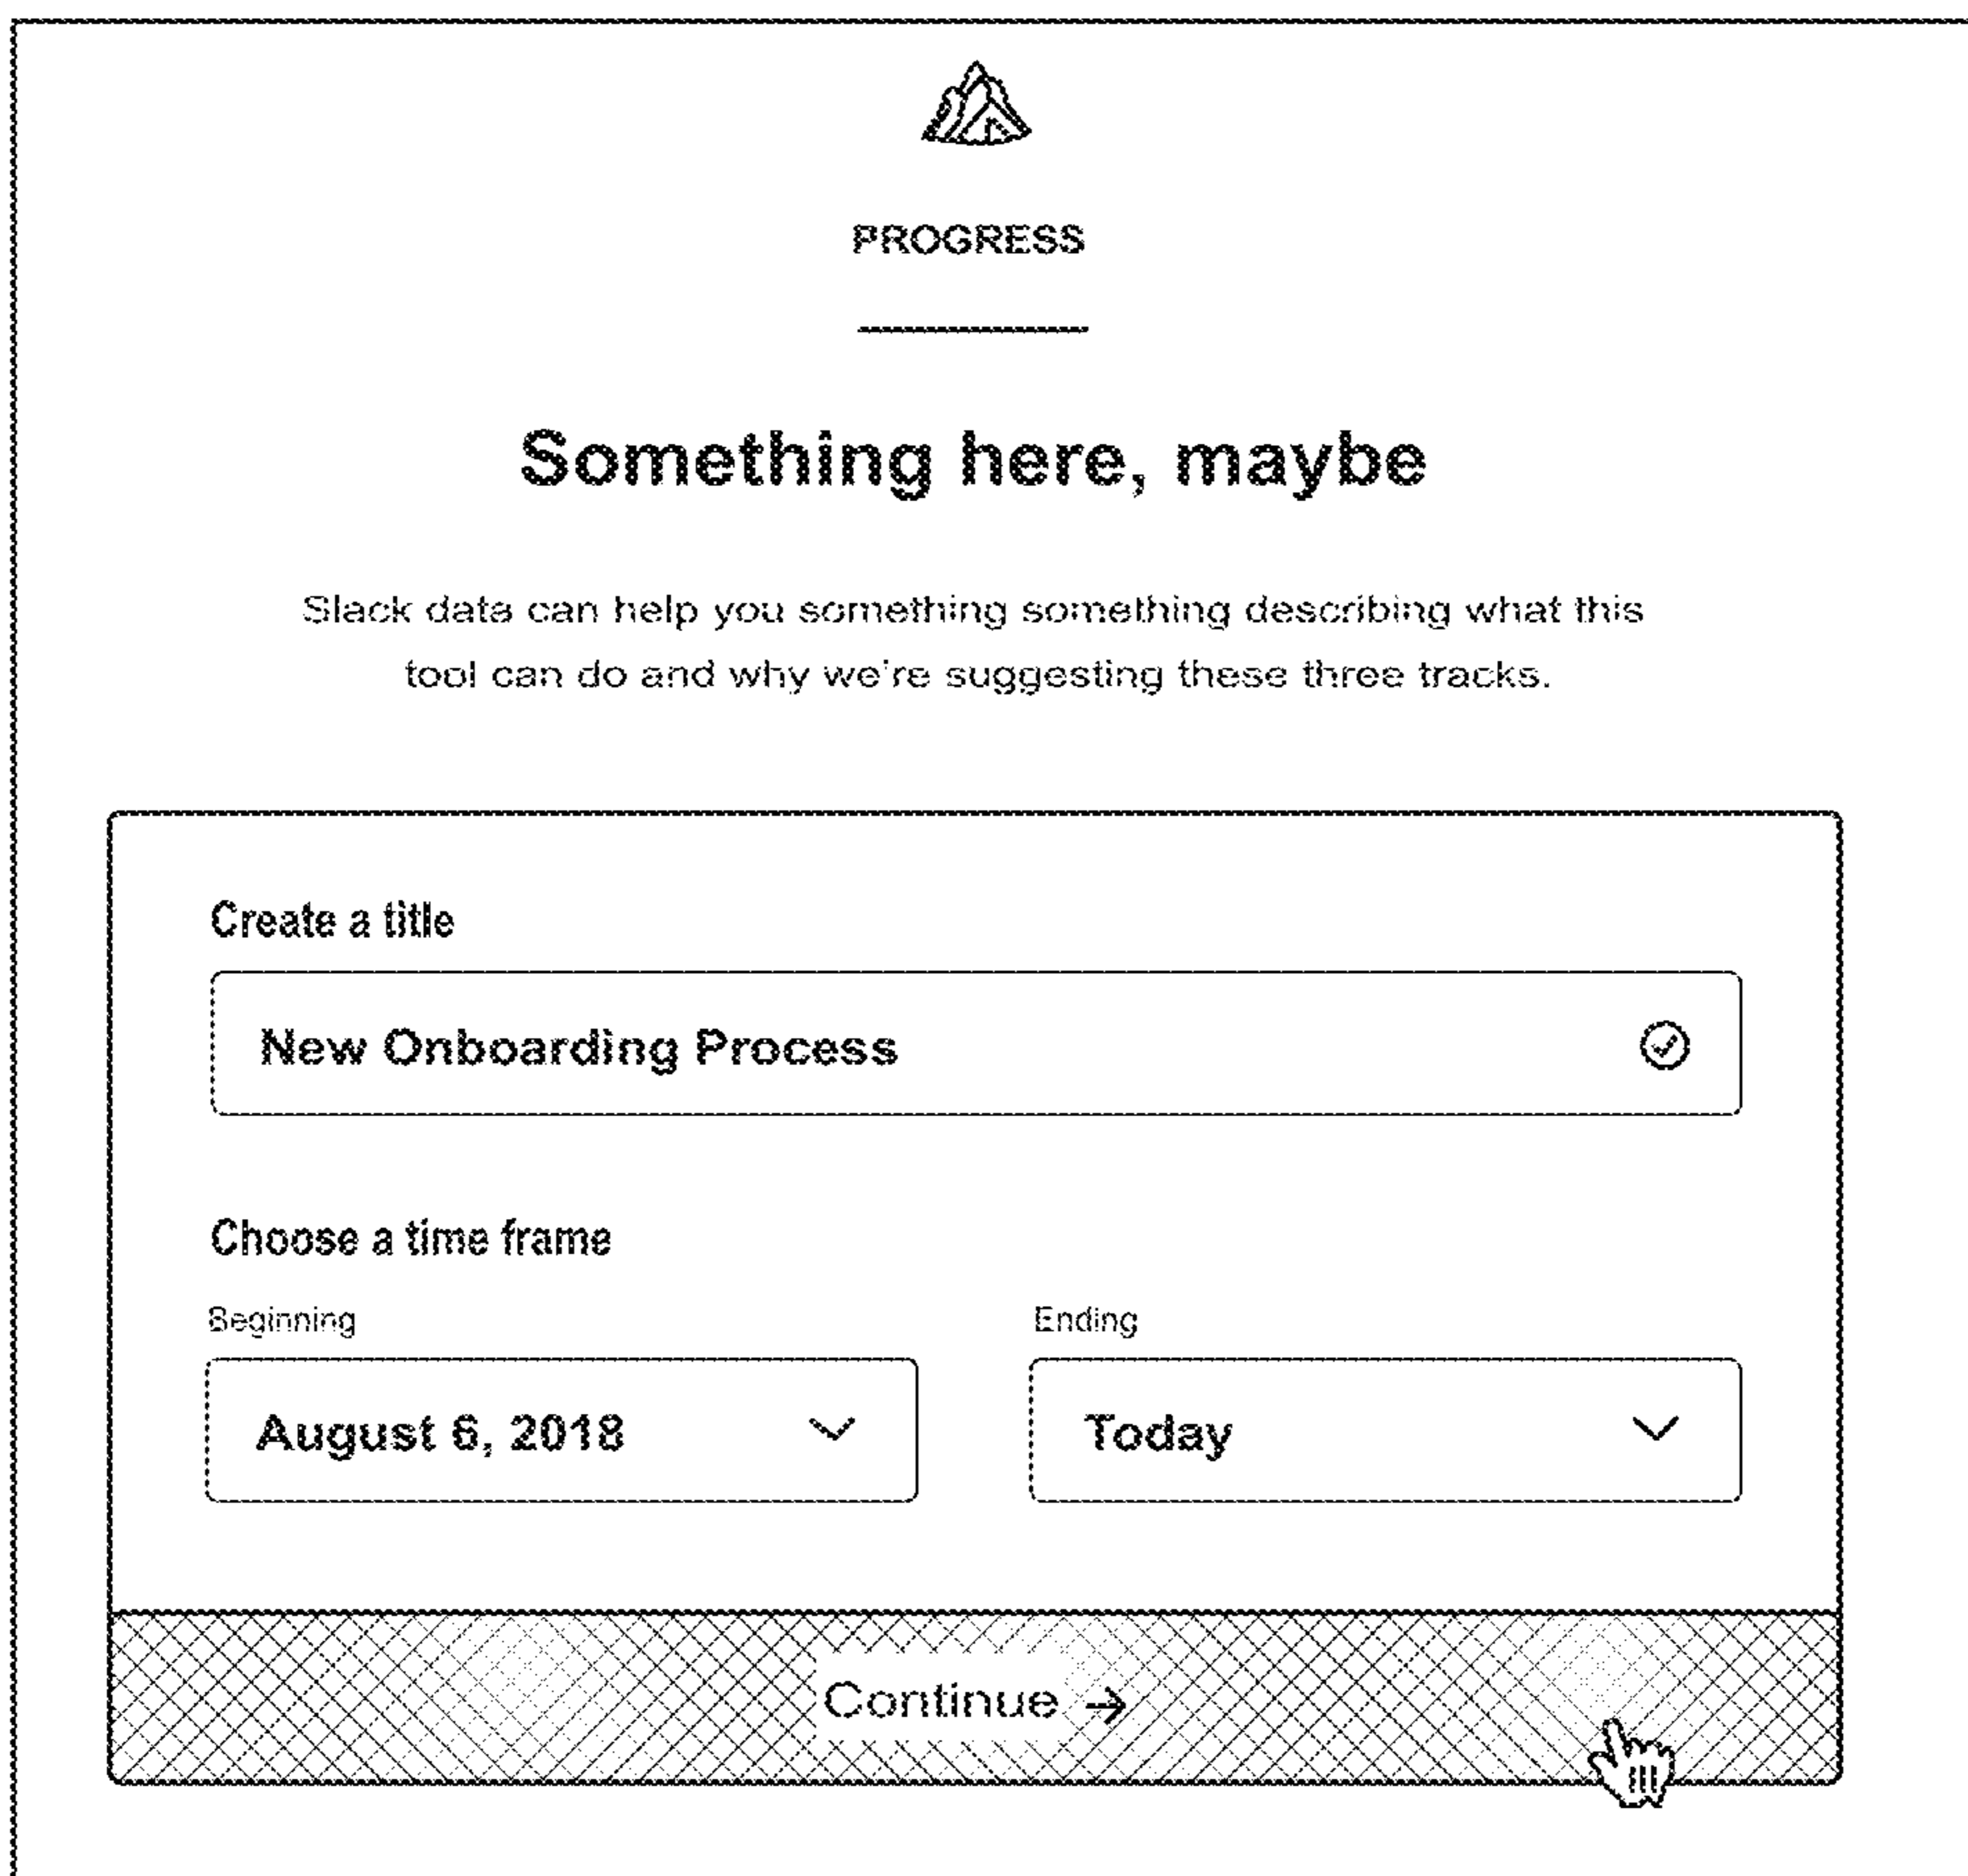 PROGRESS
Something here, maybe
Slack data can help you something something describing what this
tool can do and why we're suggesting these three tracks.
Create a title
New Onboarding Process
Choose a time frame
Beginning
Ending
August 6, 2018
Today
Continue →